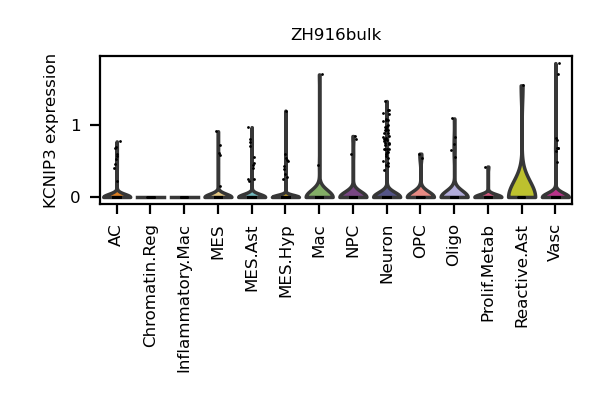 ZH916bulk
KCNIP3 expression
1
0
AC
Chromatin.Reg
Inflammatory.Mac
MES
MES.Ast
MES.Hyp
Mac
NPC
Neuron
OPC
Oligo
Prolif.Metab
Reactive.Ast
Vasc